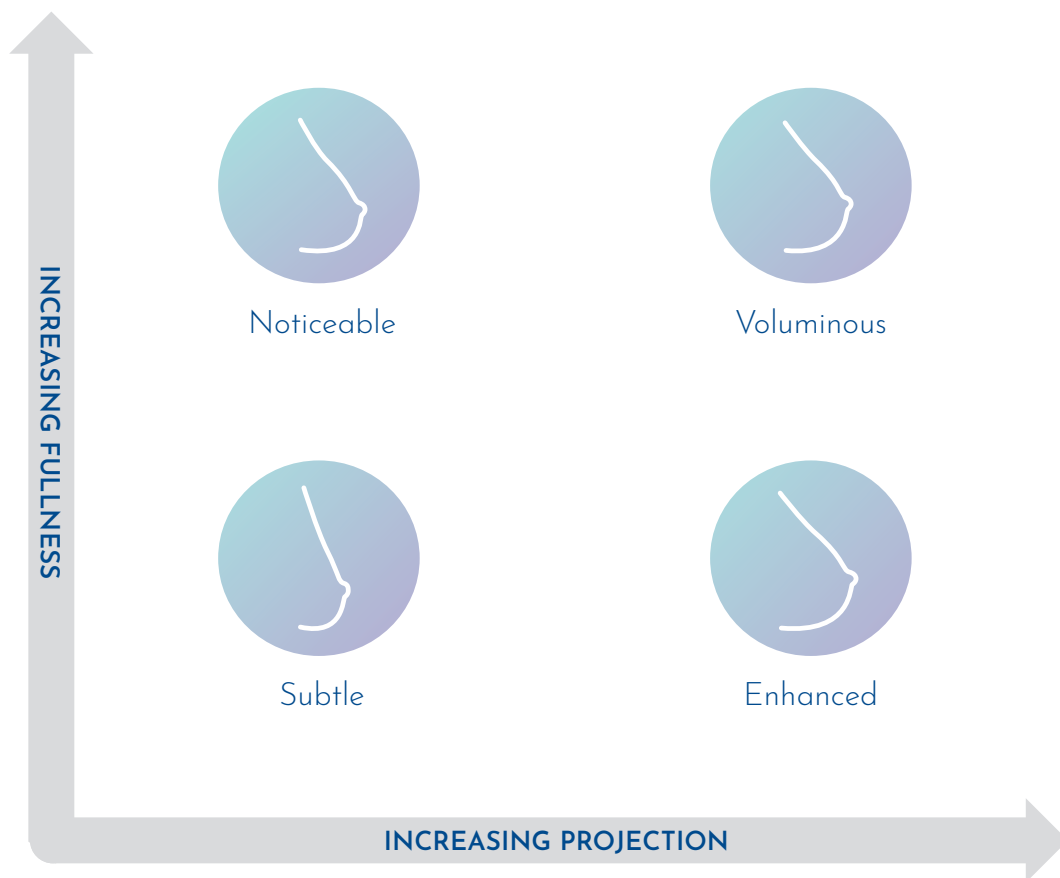 INCREASING FULLNESS
Noticeable
Voluminous
Subtle
Enhanced
INCREASING PROJECTION